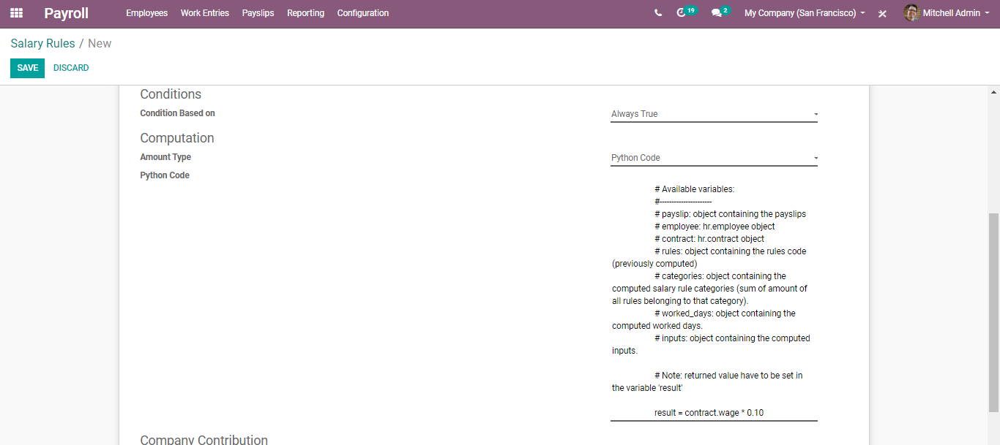 Payroll Employees Work Entries Payslips Reporting Configuration 19 2 My Company (San Francisco) Mitchell Admin
Salary Rules / New
SAVE DISCARD
Conditions
Condition Based on Always True
Computation
Amount Type Python Code
Python Code
# Available variables:
#----------------------
# payslip: object containing the payslips
# employee: hr.employee object
# contract: hr.contract object
# rules: object containing the rules code
(previously computed)
# categories: object containing the
computed salary rule categories (sum of amount of
all rules belonging to that category).
# worked_days: object containing the
computed worked days.
# inputs: object containing the computed
inputs.
# Note: returned value have to be set in
the variable 'result'
result = contract.wage * 0.10
Company Contribution